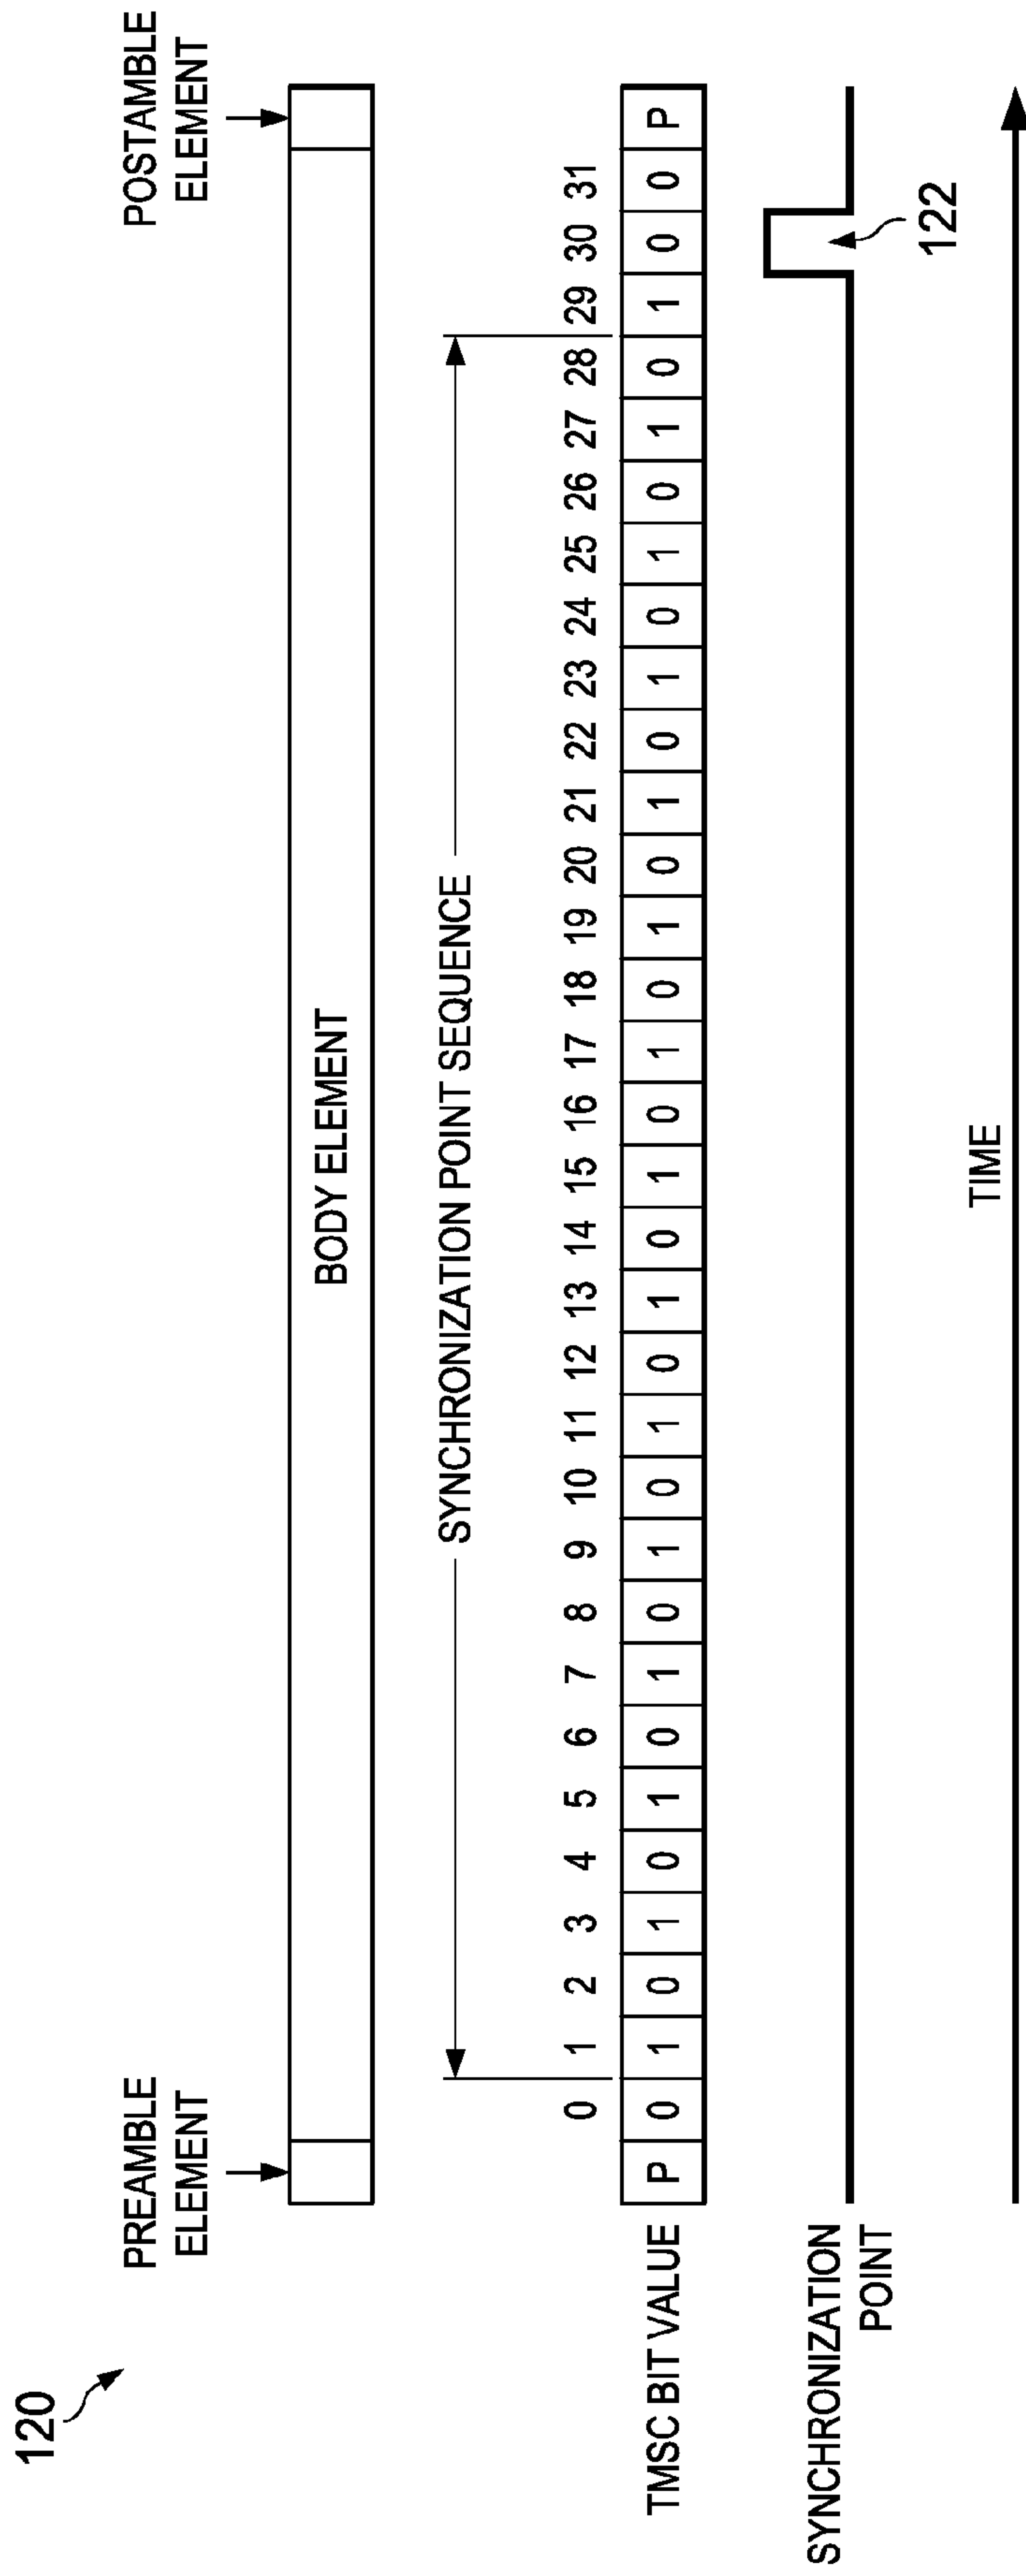 120
PREAMBLE
ELEMENT
POSTAMBLE
ELEMENT
BODY ELEMENT
SYNCHRONIZATION POINT SEQUENCE
0 1 2 3 4 5 6 7 8 9 10 11 12 13 14 15 16 17 18 19 20 21 22 23 24 25 26 27 28 29 30 31
TMSC BIT VALUE P 0 1 0 1 0 1 0 1 0 1 0 1 0 1 0 1 0 1 0 1 0 1 0 1 0 1 0 1 0 1 0 0 P
SYNCHRONIZATION
POINT
122
TIME